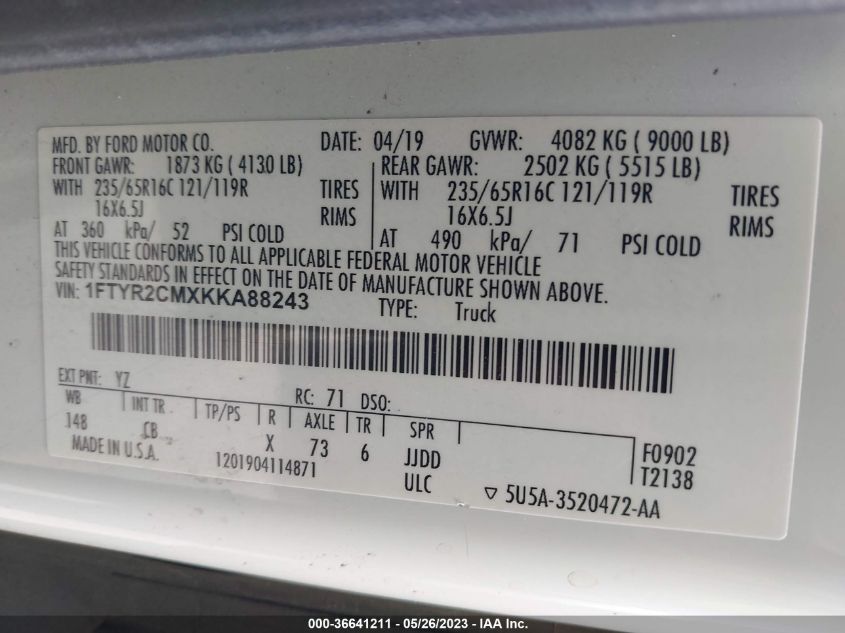 MFD. BY FORD MOTOR CO. DATE: 04/19 GVWR: 4082 KG ( 9000 LB)
FRONT GAWR: 1873 KG ( 4130 LB) REAR GAWR: 2502 KG ( 5515 LB)
WITH 235/65R16C 121/119R TIRES WITH 235/65R16C 121/119R TIRES
16X6.5J RIMS 16X6.5J RIMS
AT 360 kPa/ 52 PSI COLD AT 490 kPa/ 71 PSI COLD
THIS VEHICLE CONFORMS TO ALL APPLICABLE FEDERAL MOTOR VEHICLE
SAFETY STANDARDS IN EFFECT ON THE DATE OF MANUFACTURE SHOWN ABOVE.
VIN: 1FTYR2CMXKKA88243 TYPE: Truck
EXT PNT: YZ RC: 71 DSO:
WB INT TR TP/PS R AXLE TR SPR
148 CB X 73 6 JJDD F0902
MADE IN U.S.A. 1201904114871 ULC T2138
▽ 5U5A-3520472-AA
000-36641211 - 05/26/2023 - IAA Inc.